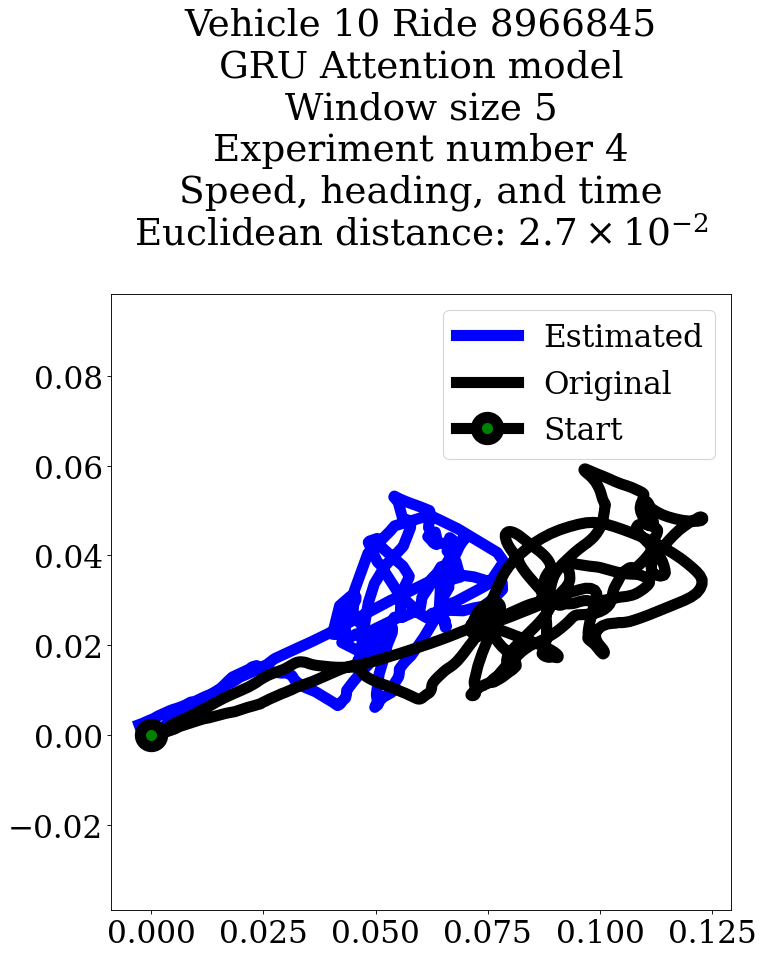 Vehicle 10 Ride 8966845
GRU Attention model
Window size 5
Experiment number 4
Speed, heading, and time
Euclidean distance: 2.7 × 10⁻²
Estimated
Original
Start
0.08
0.06
0.04
0.02
0.00
−0.02
0.000 0.025 0.050 0.075 0.100 0.125